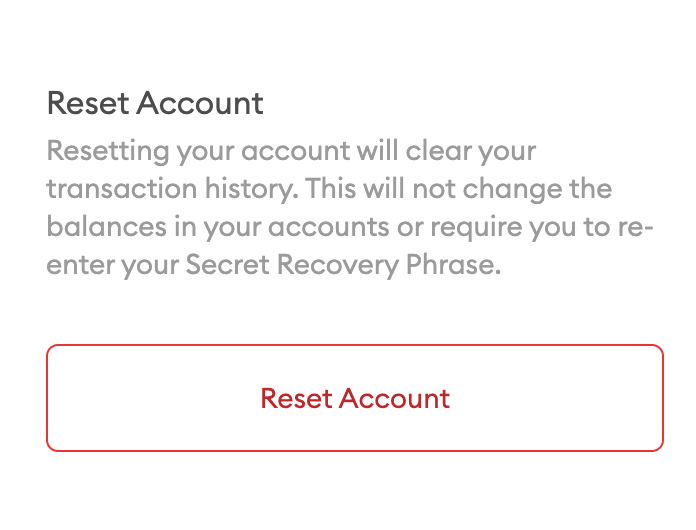 Reset Account
Resetting your account will clear your
transaction history. This will not change the
balances in your accounts or require you to re-
enter your Secret Recovery Phrase.
Reset Account